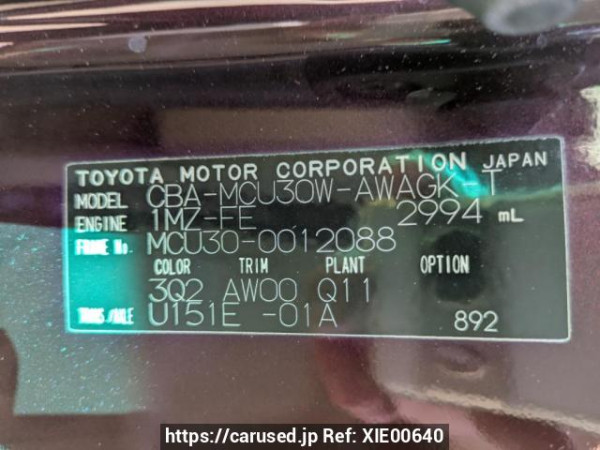 TOYOTA MOTOR CORPORATION JAPAN
MODEL CBA-MCU30W-AWAGK-T
ENGINE 1MZ-FE 2994 mL
FRAME No. MCU30-0012088
COLOR TRIM PLANT OPTION
3Q2 AW00 Q11
TRANS./AXLE U151E -01A 892
https://carused.jp Ref: XIE00640